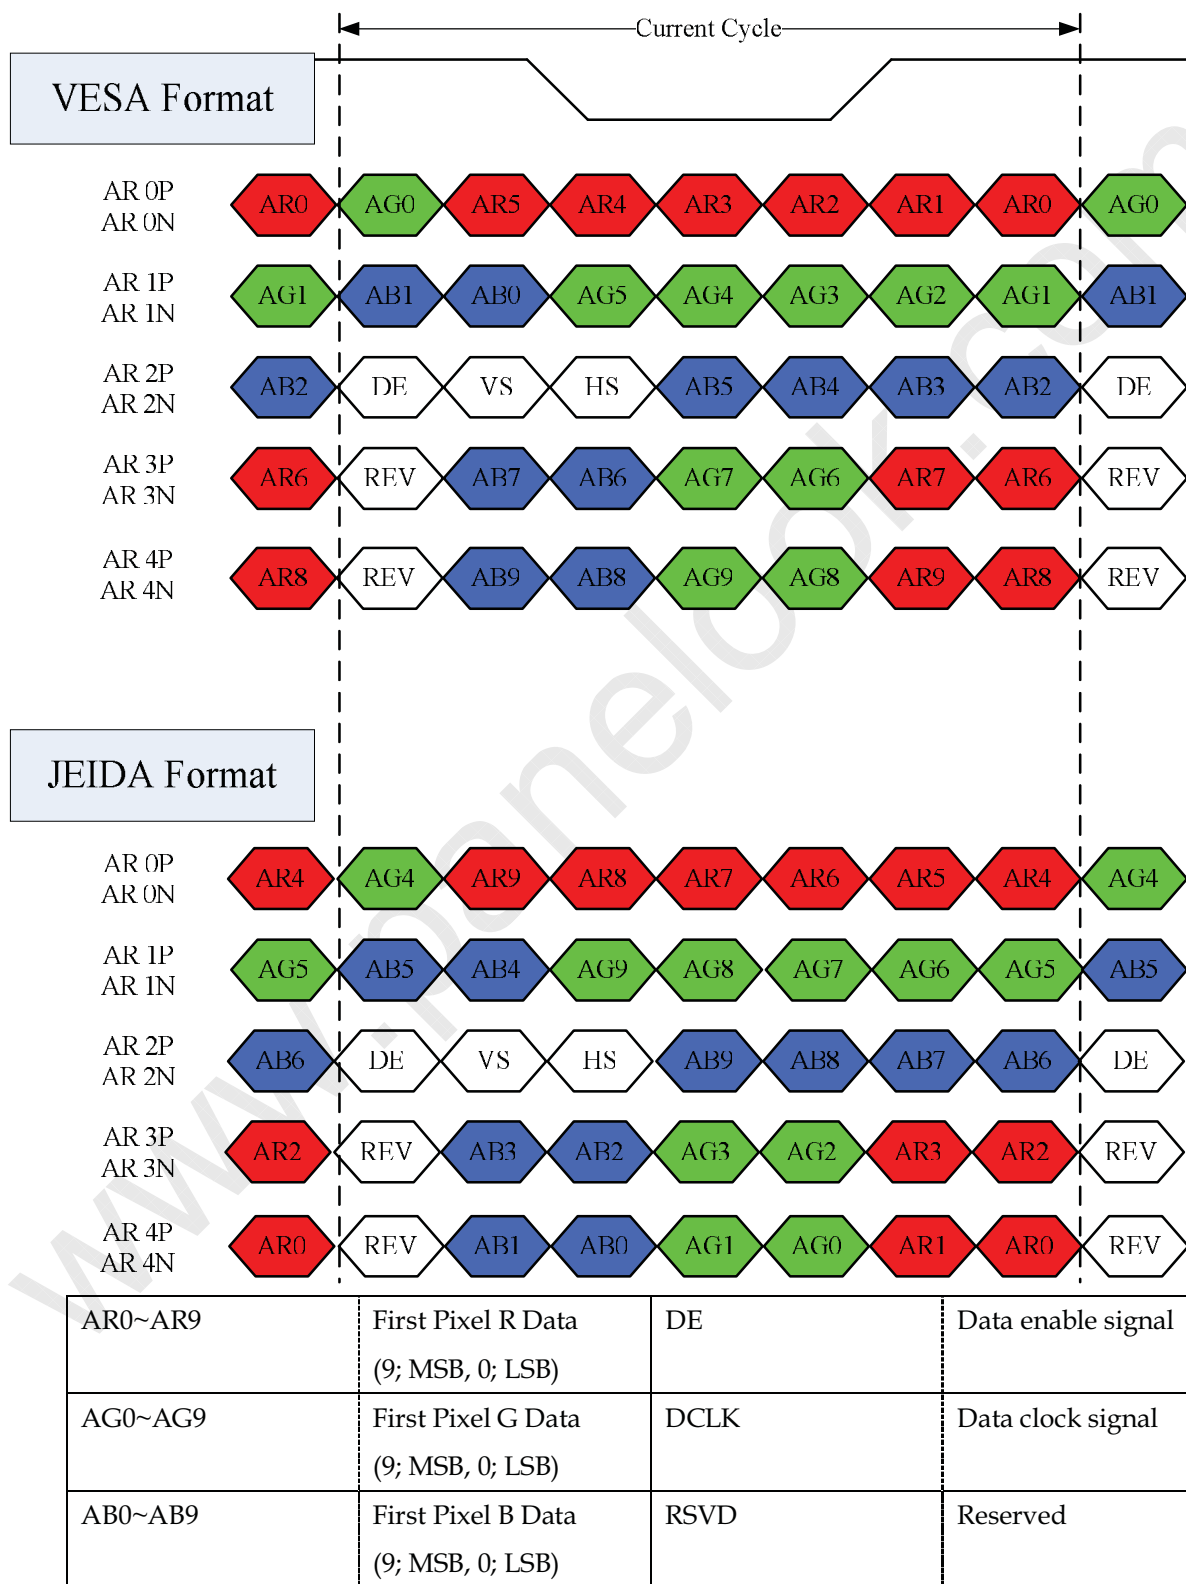 Current Cycle
VESA Format
AR 0P
AR 0N
AR0 AG0 AR5 AR4 AR3 AR2 AR1 AR0 AG0
AR 1P
AR 1N
AG1 AB1 AB0 AG5 AG4 AG3 AG2 AG1 AB1
AR 2P
AR 2N
AB2 DE VS HS AB5 AB4 AB3 AB2 DE
AR 3P
AR 3N
AR6 REV AB7 AB6 AG7 AG6 AR7 AR6 REV
AR 4P
AR 4N
AR8 REV AB9 AB8 AG9 AG8 AR9 AR8 REV
JEIDA Format
AR 0P
AR 0N
AR4 AG4 AR9 AR8 AR7 AR6 AR5 AR4 AG4
AR 1P
AR 1N
AG5 AB5 AB4 AG9 AG8 AG7 AG6 AG5 AB5
AR 2P
AR 2N
AB6 DE VS HS AB9 AB8 AB7 AB6 DE
AR 3P
AR 3N
AR2 REV AB3 AB2 AG3 AG2 AR3 AR2 REV
AR 4P
AR 4N
AR0 REV AB1 AB0 AG1 AG0 AR1 AR0 REV
AR0~AR9 First Pixel R Data DE Data enable signal
(9; MSB, 0; LSB)
AG0~AG9 First Pixel G Data DCLK Data clock signal
(9; MSB, 0; LSB)
AB0~AB9 First Pixel B Data RSVD Reserved
(9; MSB, 0; LSB)
www.panelook.com